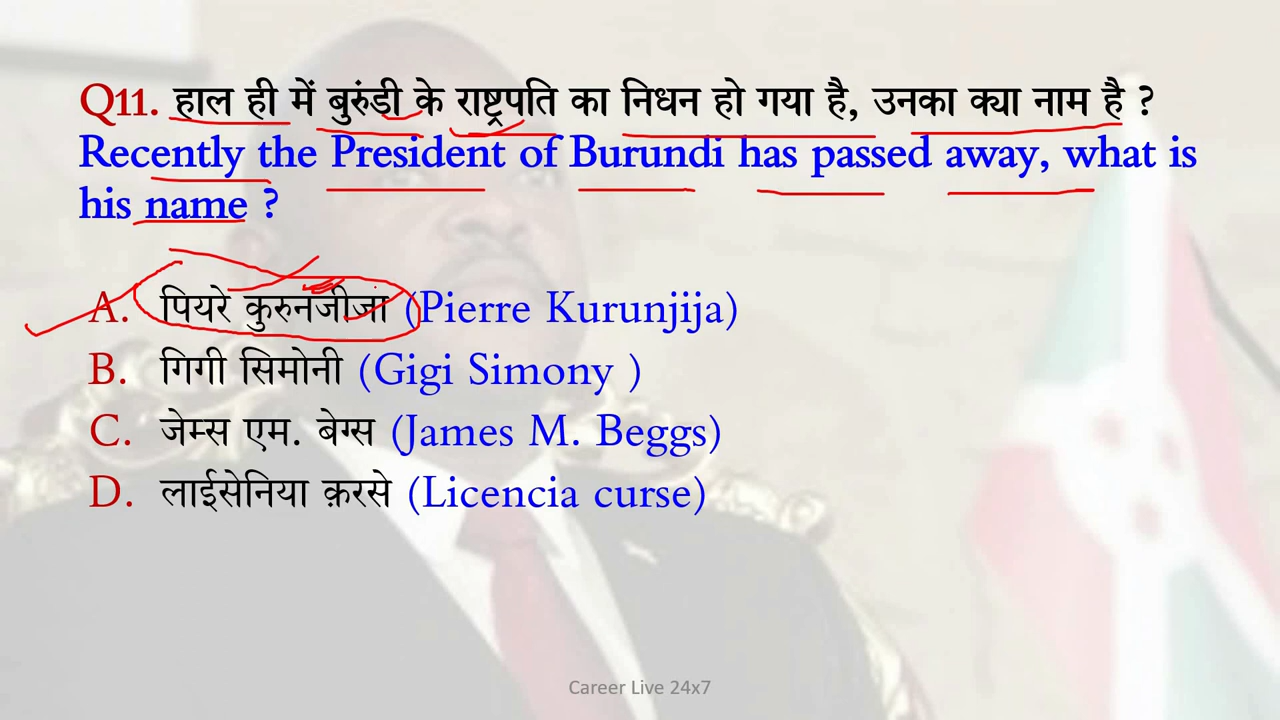 Q11. हाल ही में बुरुंडी के राष्ट्रपति का निधन हो गया है, उनका क्या नाम है ?
Recently the President of Burundi has passed away, what is
his name ?
A. पियरे कुरुनजीजा (Pierre Kurunjija)
B. गिगी सिमोनी (Gigi Simony )
C. जेम्स एम. बेग्स (James M. Beggs)
D. लाईसेनिया क़रसे (Licencia curse)
Career Live 24x7